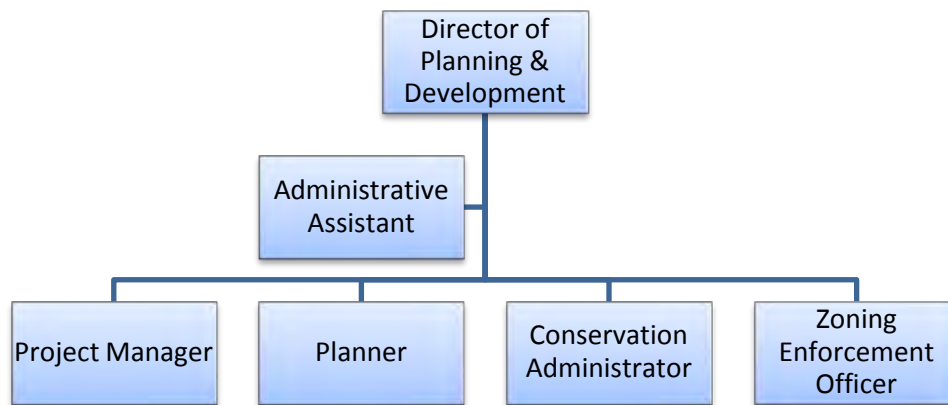 Director of
Planning &
Development
Administrative
Assistant
Project Manager
Planner
Conservation
Administrator
Zoning
Enforcement
Officer